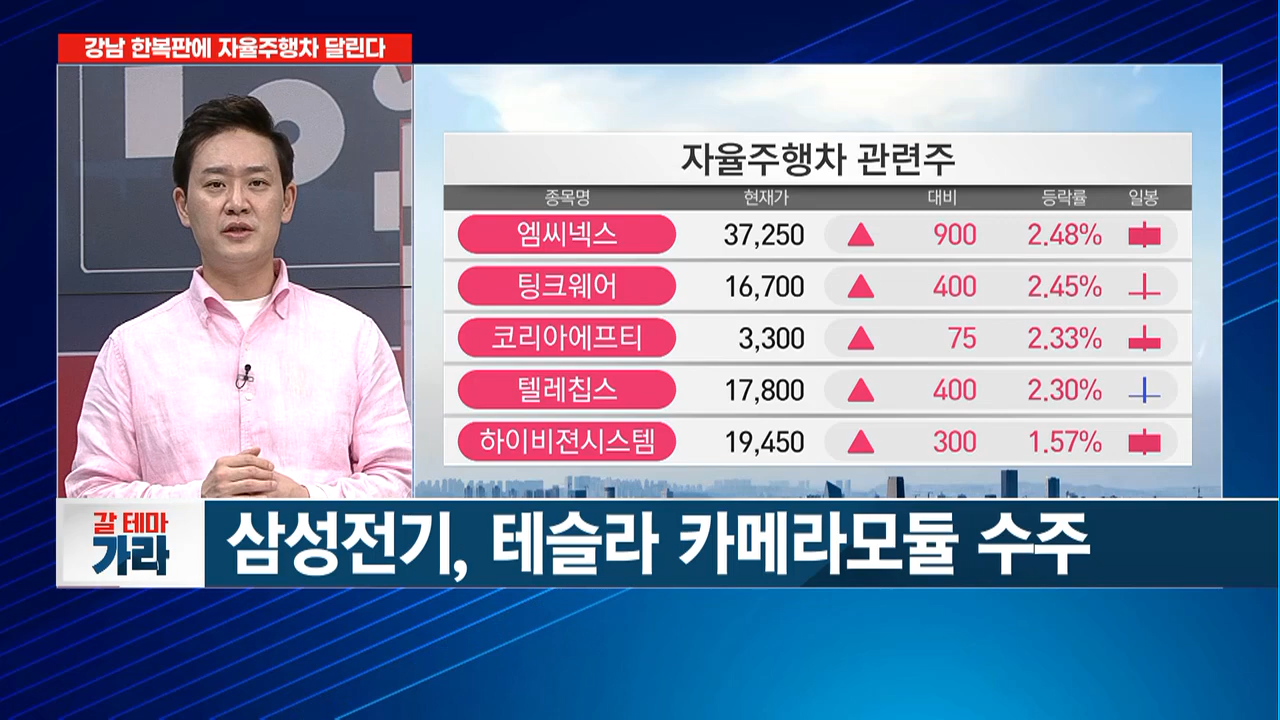 강남 한복판에 자율주행차 달린다
자율주행차 관련주
종목명 현재가 대비 등락률 일봉
엠씨넥스 37,250 ▲ 900 2.48%
팅크웨어 16,700 ▲ 400 2.45%
코리아에프티 3,300 ▲ 75 2.33%
텔레칩스 17,800 ▲ 400 2.30%
하이비젼시스템 19,450 ▲ 300 1.57%
갈 테마
가라
삼성전기, 테슬라 카메라모듈 수주